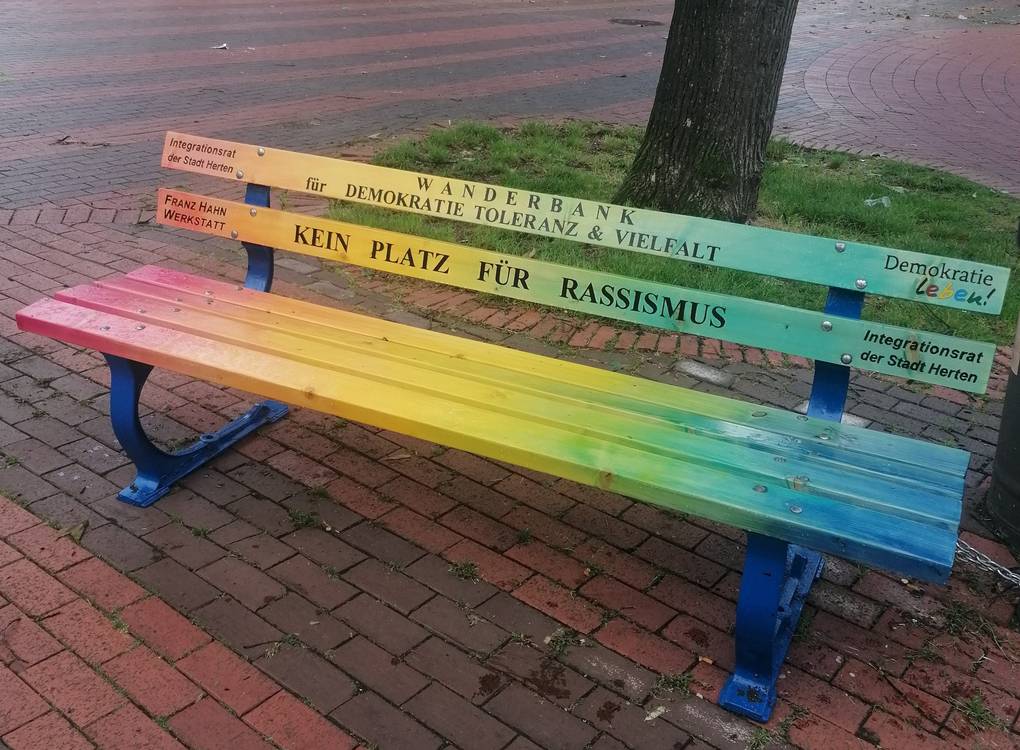 Integrationsrat
der Stadt Herten
WANDERBANK
für DEMOKRATIE TOLERANZ & VIELFALT
Demokratie
leben!
FRANZ HAHN
WERKSTATT
KEIN PLATZ FÜR RASSISMUS
Integrationsrat
der Stadt Herten